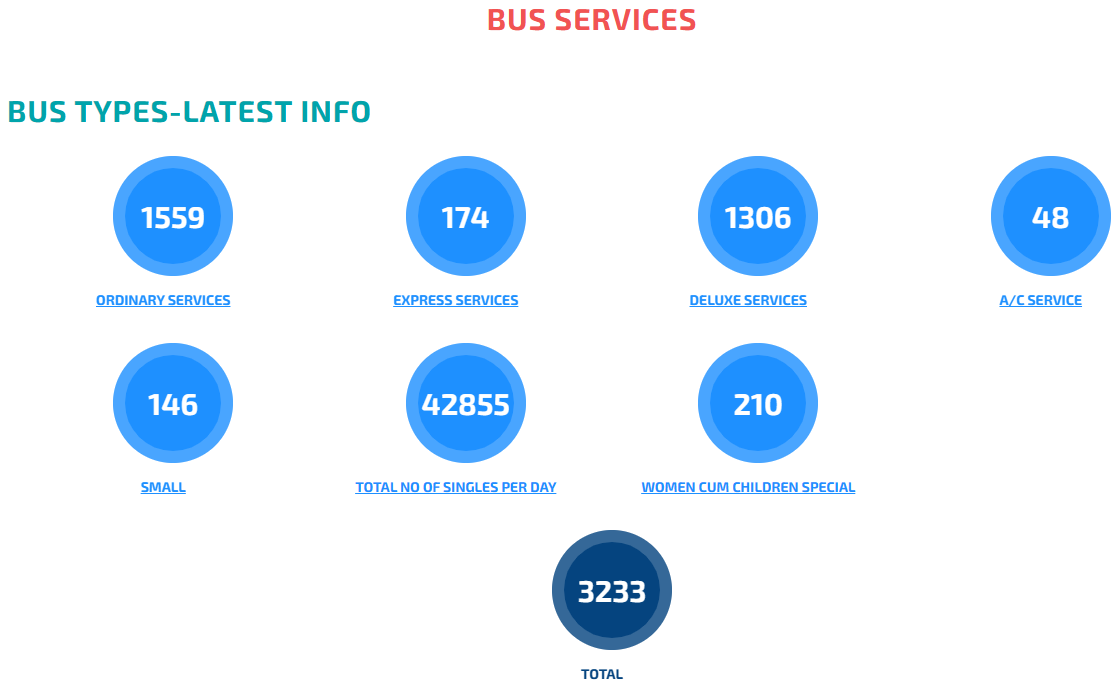 BUS SERVICES
BUS TYPES-LATEST INFO
1559
174
1306
48
ORDINARY SERVICES
EXPRESS SERVICES
DELUXE SERVICES
A/C SERVICE
146
42855
210
SMALL
TOTAL NO OF SINGLES PER DAY
WOMEN CUM CHILDREN SPECIAL
3233
TOTAL